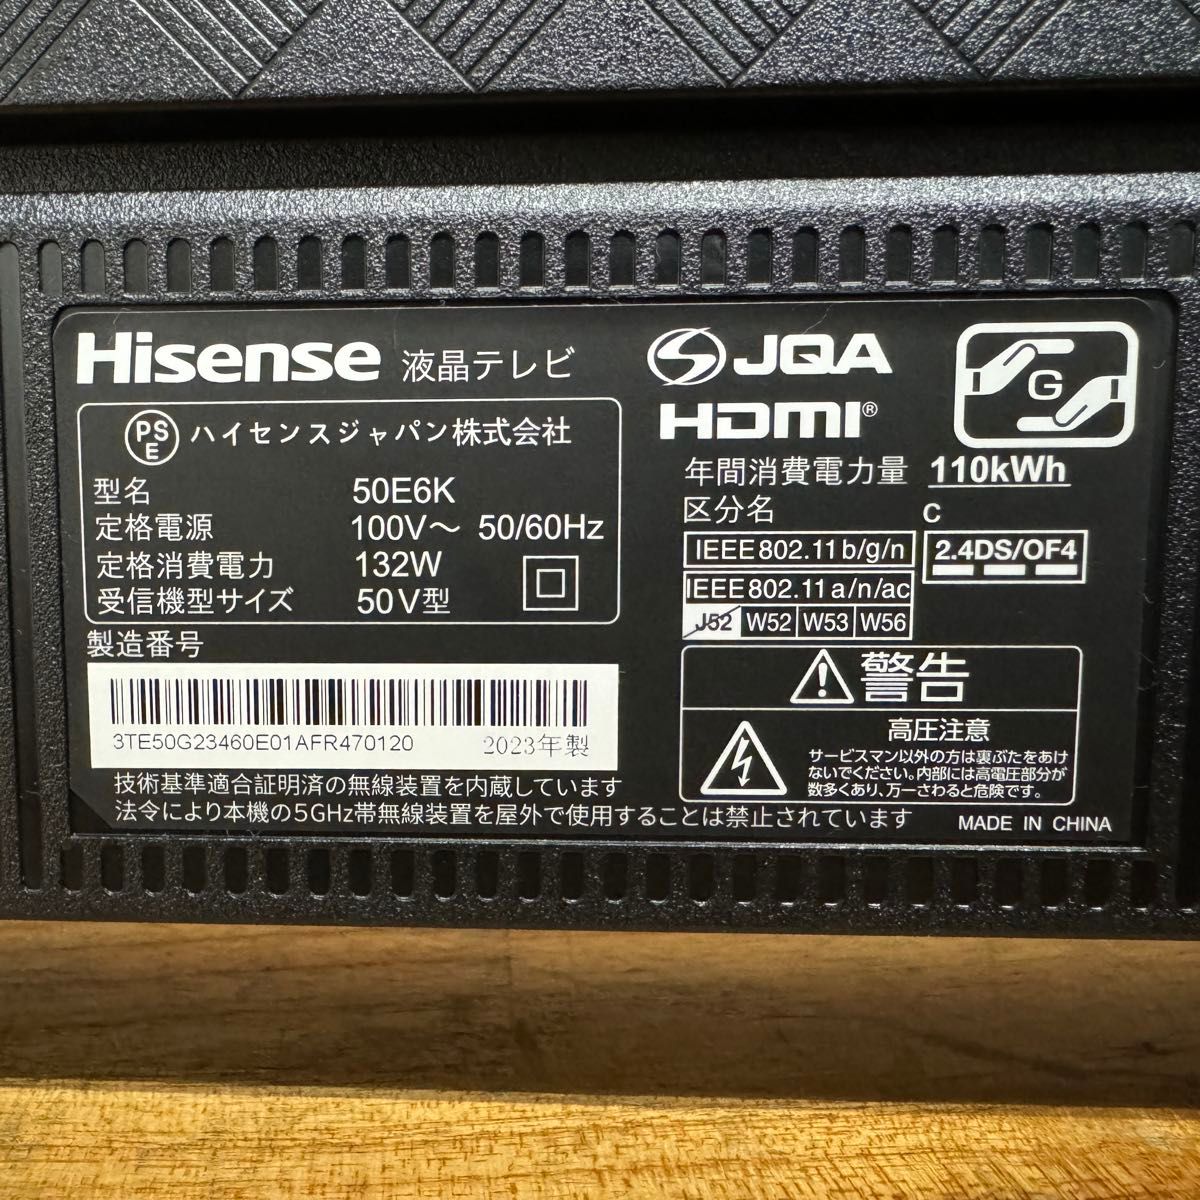 Hisense 液晶テレビ
PS
E
ハイセンスジャパン株式会社
型名 50E6K
定格電源 100V～ 50/60Hz
定格消費電力 132W
受信機型サイズ 50V型
製造番号
3TE50G23460E01AFR470120 2023年製
技術基準適合証明済の無線装置を内蔵しています
法令により本機の5GHz帯無線装置を屋外で使用することは禁止されています
JQA
HDMI®
G
年間消費電力量 110kWh
区分名 C
IEEE802.11b/g/n
2.4DS/OF4
IEEE802.11a/n/ac
J52 W52 W53 W56
警告
高圧注意
サービスマン以外の方は裏ぶたをあけ
ないでください。内部には高電圧部分が
数多くあり、万一さわると危険です。
MADE IN CHINA